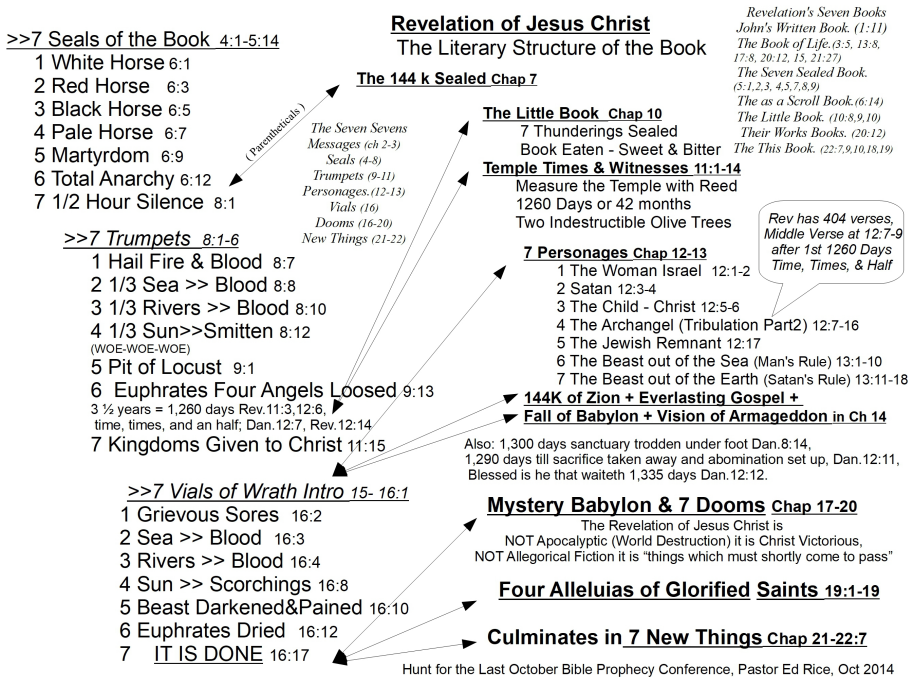 Revelation of Jesus Christ
The Literary Structure of the Book
Revelation's Seven Books
John's Written Book. (1:11)
The Book of Life.(3:5, 13:8,
17:8, 20:12, 15, 21:27)
The Seven Sealed Book.
(5:1,2,3, 4,5,7,8,9)
The as a Scroll Book.(6:14)
The Little Book. (10:8,9,10)
Their Works Books. (20:12)
The This Book. (22:7,9,10,18,19)
>>7 Seals of the Book 4:1-5:14
1 White Horse 6:1
2 Red Horse 6:3
3 Black Horse 6:5
4 Pale Horse 6:7
5 Martyrdom 6:9
6 Total Anarchy 6:12
7 1/2 Hour Silence 8:1
The 144 k Sealed Chap 7
( Parentheticals )
The Seven Sevens
Messages (ch 2-3)
Seals (4-8)
Trumpets (9-11)
Personages.(12-13)
Vials (16)
Dooms (16-20)
New Things (21-22)
The Little Book Chap 10
7 Thunderings Sealed
Book Eaten - Sweet & Bitter
Temple Times & Witnesses 11:1-14
Measure the Temple with Reed
1260 Days or 42 months
Two Indestructible Olive Trees
Rev has 404 verses,
Middle Verse at 12:7-9
after 1st 1260 Days
Time, Times, & Half
>>7 Trumpets 8:1-6
1 Hail Fire & Blood 8:7
2 1/3 Sea >> Blood 8:8
3 1/3 Rivers >> Blood 8:10
4 1/3 Sun>>Smitten 8:12
(WOE-WOE-WOE)
5 Pit of Locust 9:1
6 Euphrates Four Angels Loosed 9:13
3 ½ years = 1,260 days Rev.11:3,12:6,
time, times, and an half; Dan.12:7, Rev.12:14
7 Kingdoms Given to Christ 11:15
7 Personages Chap 12-13
1 The Woman Israel 12:1-2
2 Satan 12:3-4
3 The Child - Christ 12:5-6
4 The Archangel (Tribulation Part2) 12:7-16
5 The Jewish Remnant 12:17
6 The Beast out of the Sea (Man's Rule) 13:1-10
7 The Beast out of the Earth (Satan's Rule) 13:11-18
144K of Zion + Everlasting Gospel +
Fall of Babylon + Vision of Armageddon in Ch 14
Also: 1,300 days sanctuary trodden under foot Dan.8:14,
1,290 days till sacrifice taken away and abomination set up, Dan.12:11,
Blessed is he that waiteth 1,335 days Dan.12:12.
>>7 Vials of Wrath Intro 15- 16:1
1 Grievous Sores 16:2
2 Sea >> Blood 16:3
3 Rivers >> Blood 16:4
4 Sun >> Scorchings 16:8
5 Beast Darkened&Pained 16:10
6 Euphrates Dried 16:12
7 IT IS DONE 16:17
Mystery Babylon & 7 Dooms Chap 17-20
The Revelation of Jesus Christ is
NOT Apocalyptic (World Destruction) it is Christ Victorious,
NOT Allegorical Fiction it is “things which must shortly come to pass”
Four Alleluias of Glorified Saints 19:1-19
Culminates in 7 New Things Chap 21-22:7
Hunt for the Last October Bible Prophecy Conference, Pastor Ed Rice, Oct 2014